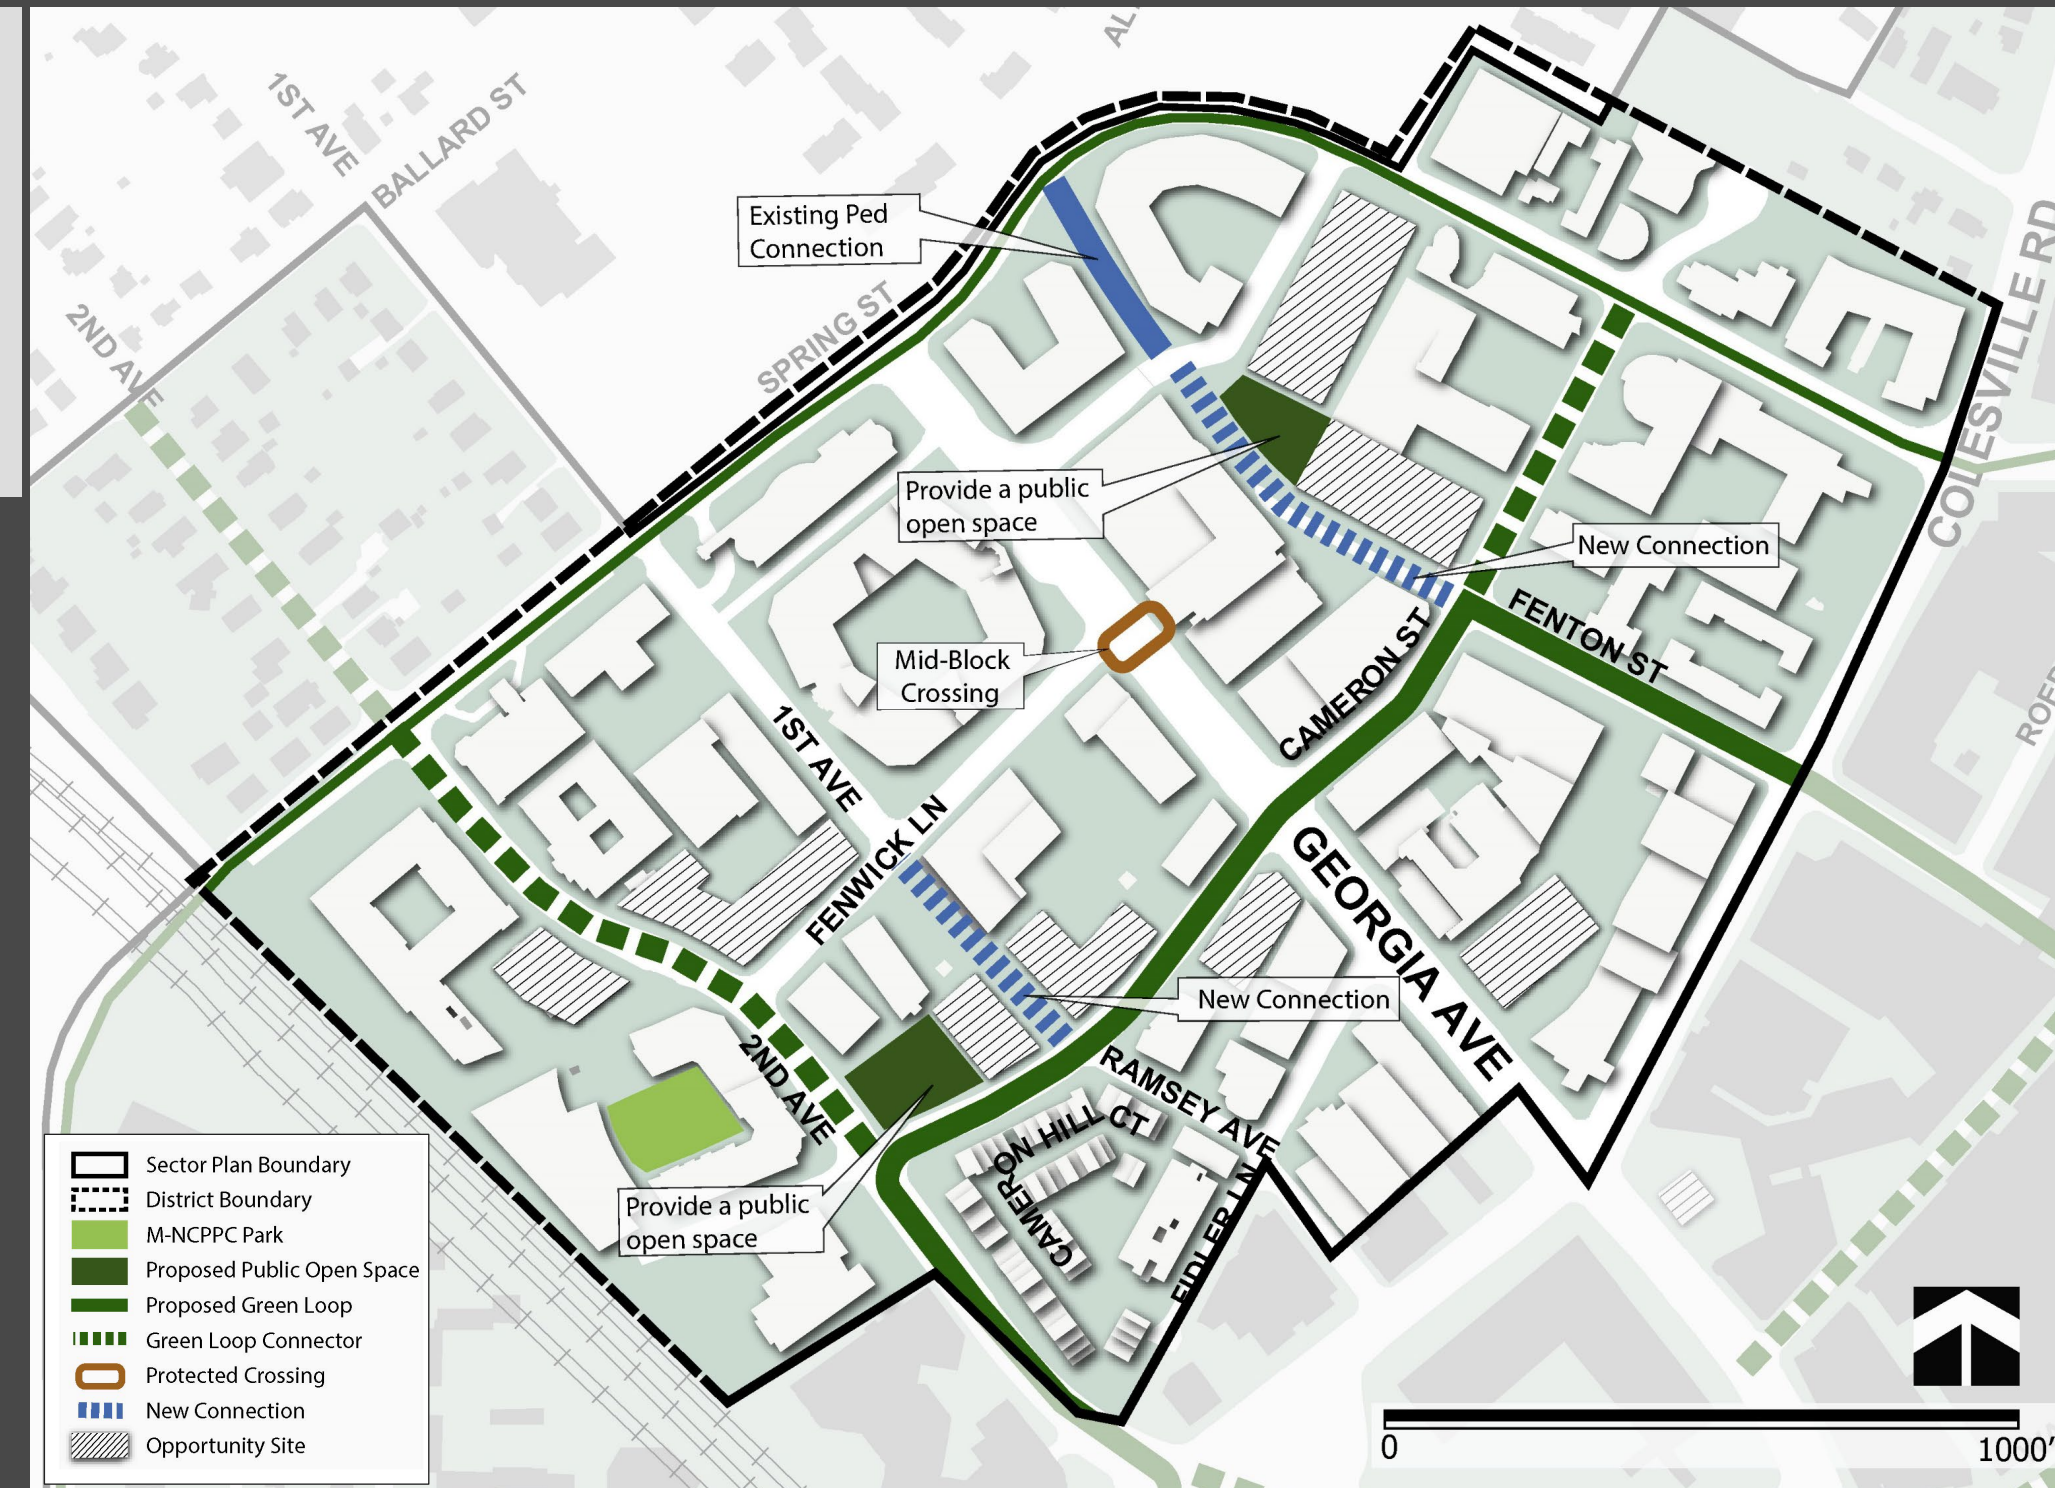 AL
1ST AVE
BALLARD ST
2ND AVE
SPRING ST
COLESVILLE RD
Existing Ped
Connection
Provide a public
open space
New Connection
FENTON ST
Mid-Block
Crossing
CAMERON ST
1ST AVE
FENWICK LN
GEORGIA AVE
New Connection
2ND AVE
RAMSEY AVE
CAMERON HILL CT
FIDLER LN
Provide a public
open space
Sector Plan Boundary
District Boundary
M-NCPPC Park
Proposed Public Open Space
Proposed Green Loop
Green Loop Connector
Protected Crossing
New Connection
Opportunity Site
0
1000'